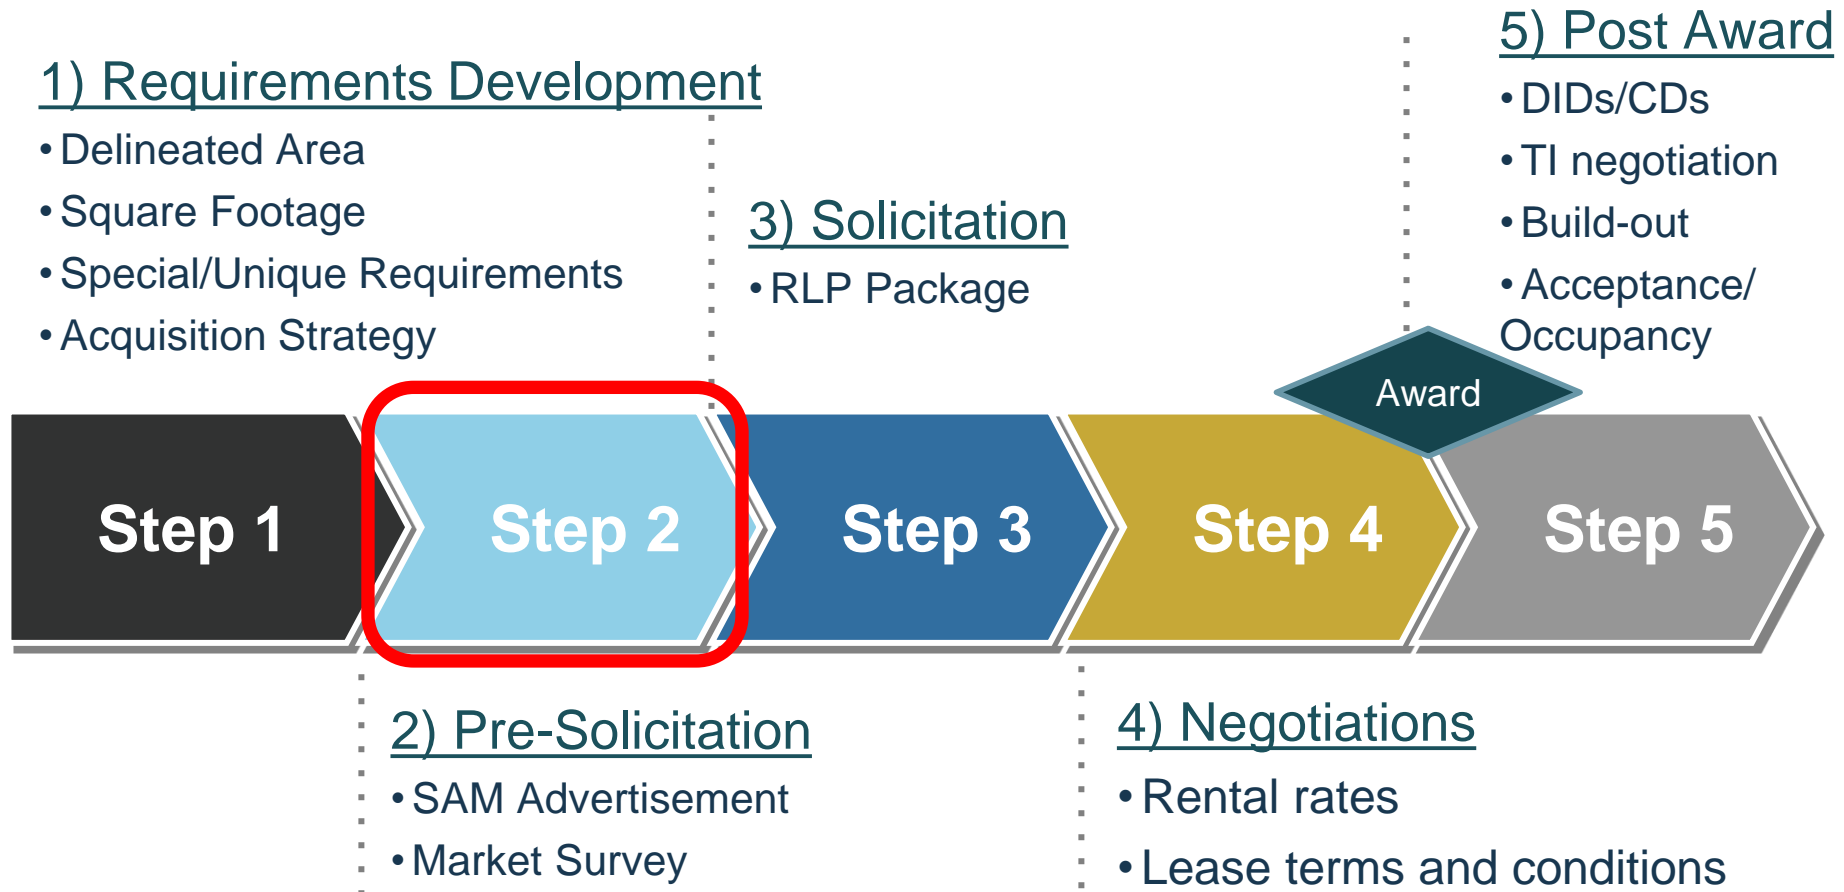 1) Requirements Development
• Delineated Area
• Square Footage
• Special/Unique Requirements
• Acquisition Strategy
3) Solicitation
• RLP Package
5) Post Award
• DIDs/CDs
• TI negotiation
• Build-out
• Acceptance/
Occupancy
Award
Step 1
Step 2
Step 3
Step 4
Step 5
2) Pre-Solicitation
• SAM Advertisement
• Market Survey
4) Negotiations
• Rental rates
• Lease terms and conditions